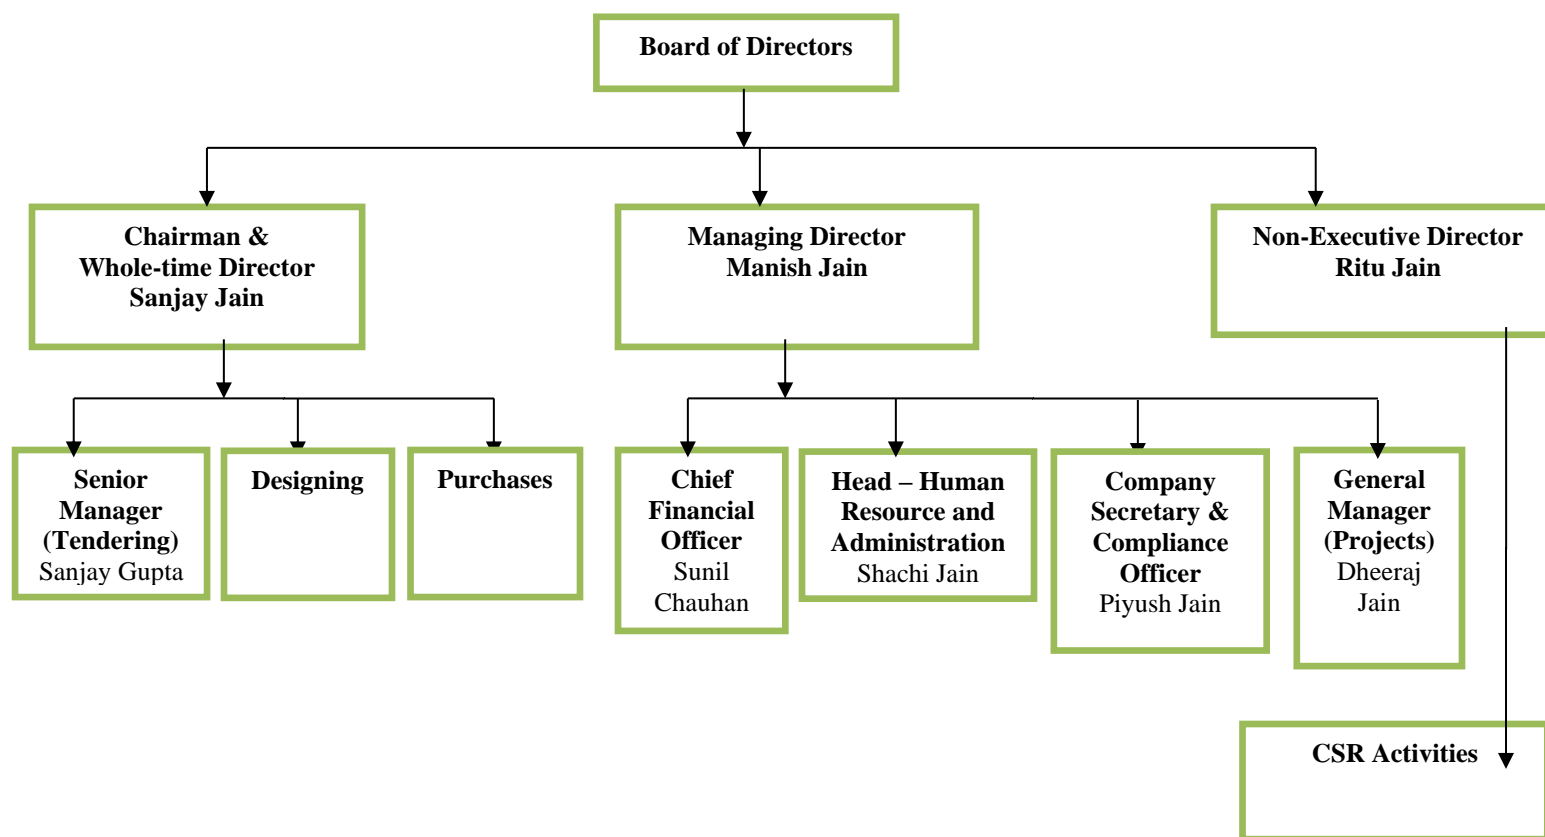 Board of Directors
Chairman &
Whole-time Director
Sanjay Jain
Managing Director
Manish Jain
Non-Executive Director
Ritu Jain
Senior
Manager
(Tendering)
Sanjay Gupta
Designing
Purchases
Chief
Financial
Officer
Sunil
Chauhan
Head – Human
Resource and
Administration
Shachi Jain
Company
Secretary &
Compliance
Officer
Piyush Jain
General
Manager
(Projects)
Dheeraj
Jain
CSR Activities